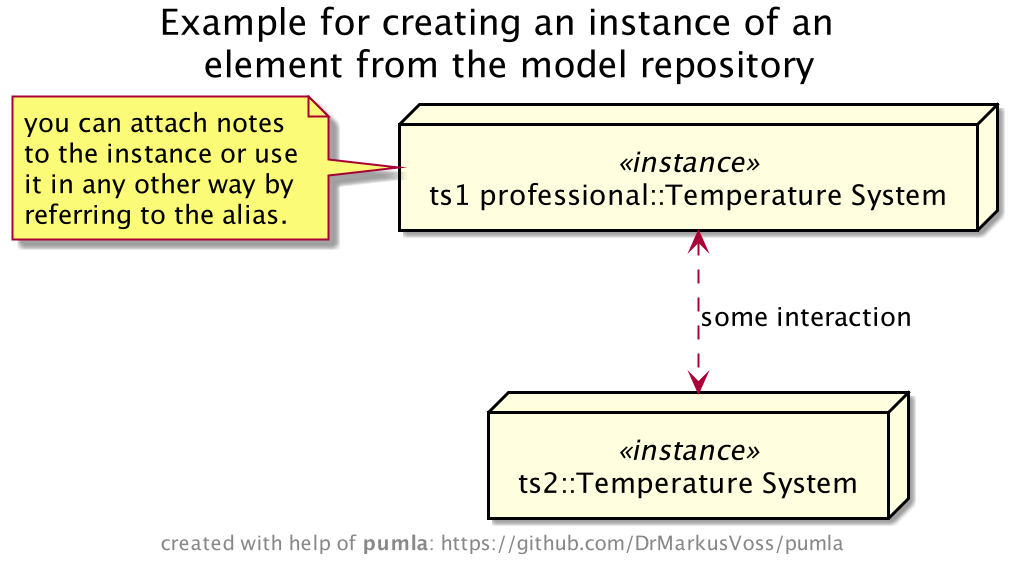 Example for creating an instance of an
element from the model repository
you can attach notes
to the instance or use
it in any other way by
referring to the alias.
«instance»
ts1 professional::Temperature System
some interaction
«instance»
ts2::Temperature System
created with help of pumla: https://github.com/DrMarkusVoss/pumla